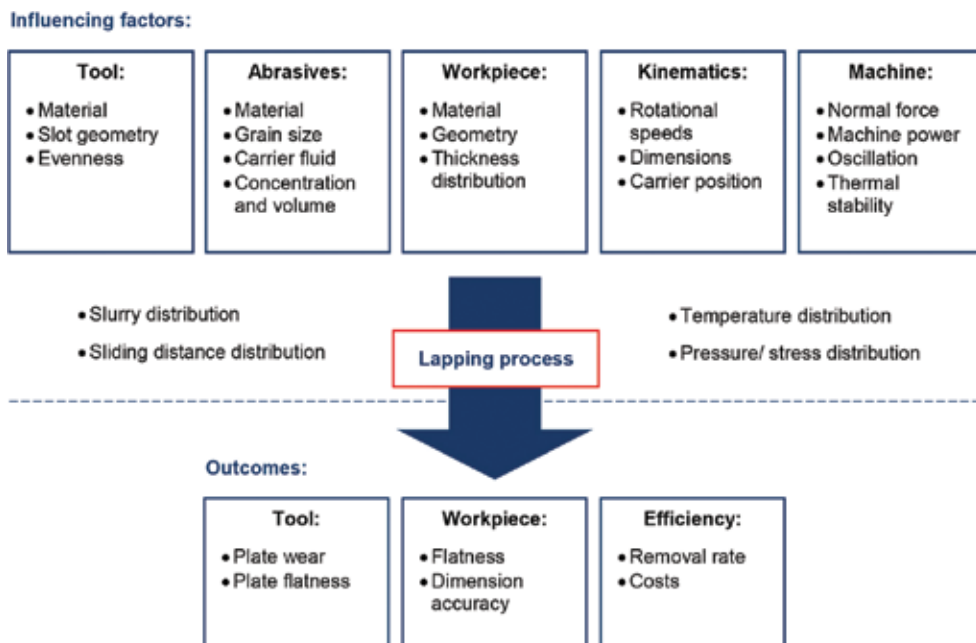 Influencing factors:
Tool:
• Material
• Slot geometry
• Evenness
Abrasives:
• Material
• Grain size
• Carrier fluid
• Concentration
and volume
Workpiece:
• Material
• Geometry
• Thickness
distribution
Kinematics:
• Rotational
speeds
• Dimensions
• Carrier position
Machine:
• Normal force
• Machine power
• Oscillation
• Thermal
stability
• Slurry distribution
• Sliding distance distribution
Lapping process
• Temperature distribution
• Pressure/ stress distribution
Outcomes:
Tool:
• Plate wear
• Plate flatness
Workpiece:
• Flatness
• Dimension
accuracy
Efficiency:
• Removal rate
• Costs